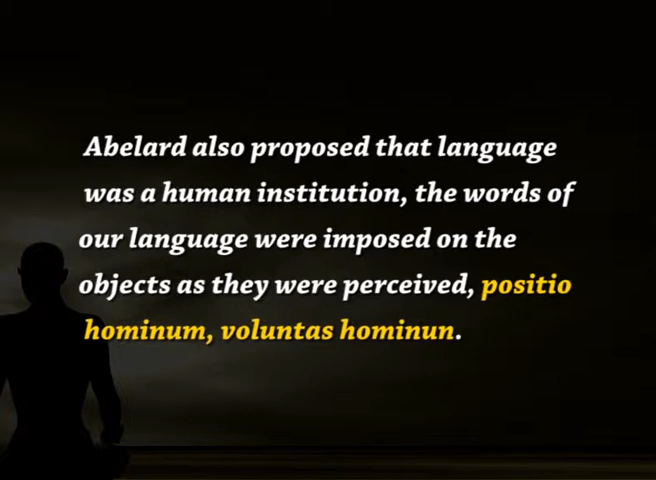 Abelard also proposed that language
was a human institution, the words of
our language were imposed on the
objects as they were perceived, positio
hominum, voluntas hominun.